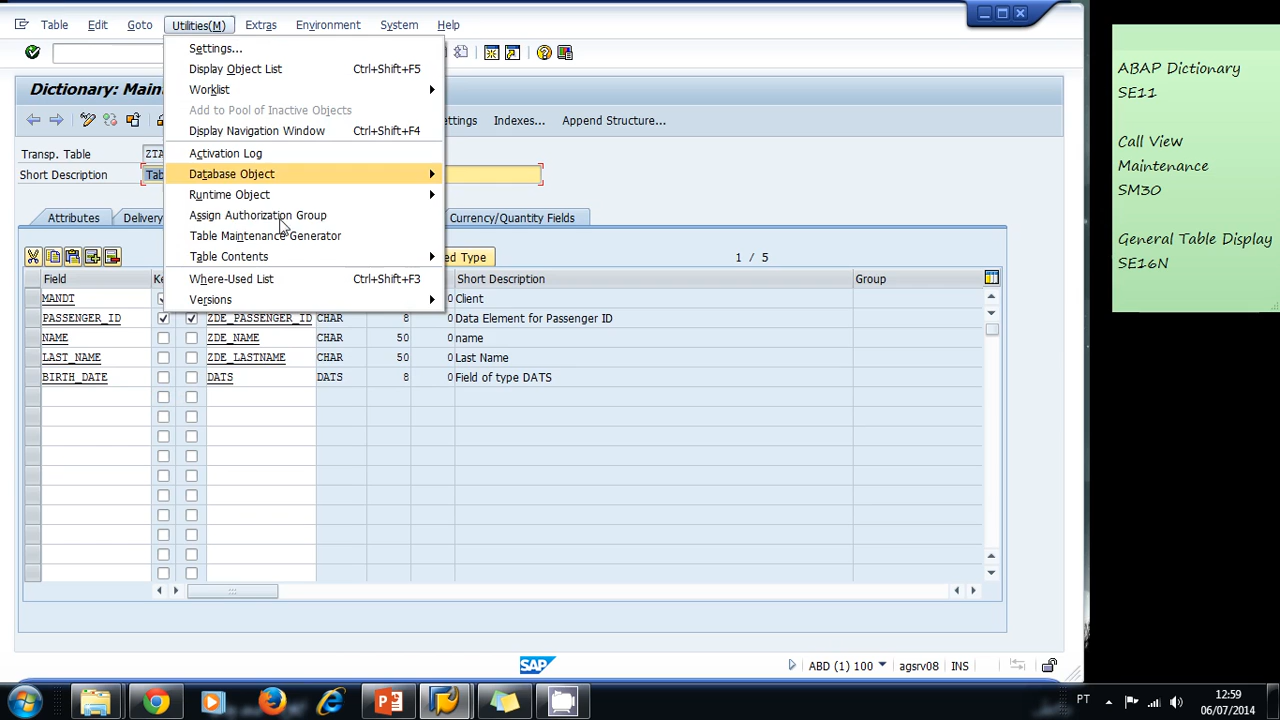 Table Edit Goto Utilities(M) Extras Environment System Help
Settings...
Display Object List Ctrl+Shift+F5
Worklist
Add to Pool of Inactive Objects
Display Navigation Window Ctrl+Shift+F4
Activation Log
Database Object
Runtime Object
Assign Authorization Group
Table Maintenance Generator
Table Contents
Where-Used List Ctrl+Shift+F3
Versions
Dictionary: Main
ttings Indexes... Append Structure...
Transp. Table ZTA
Short Description Tab
Attributes Delivery Currency/Quantity Fields
ed Type 1 / 5
Field Ke Short Description Group
MANDT 0 Client
PASSENGER_ID ZDE_PASSENGER_ID CHAR 8 0 Data Element for Passenger ID
NAME ZDE_NAME CHAR 50 0 name
LAST_NAME ZDE_LASTNAME CHAR 50 0 Last Name
BIRTH_DATE DATS DATS 8 0 Field of type DATS
SAP ABD (1) 100 agsrv08 INS
ABAP Dictionary
SE11
Call View
Maintenance
SM30
General Table Display
SE16N
PT 12:59
06/07/2014